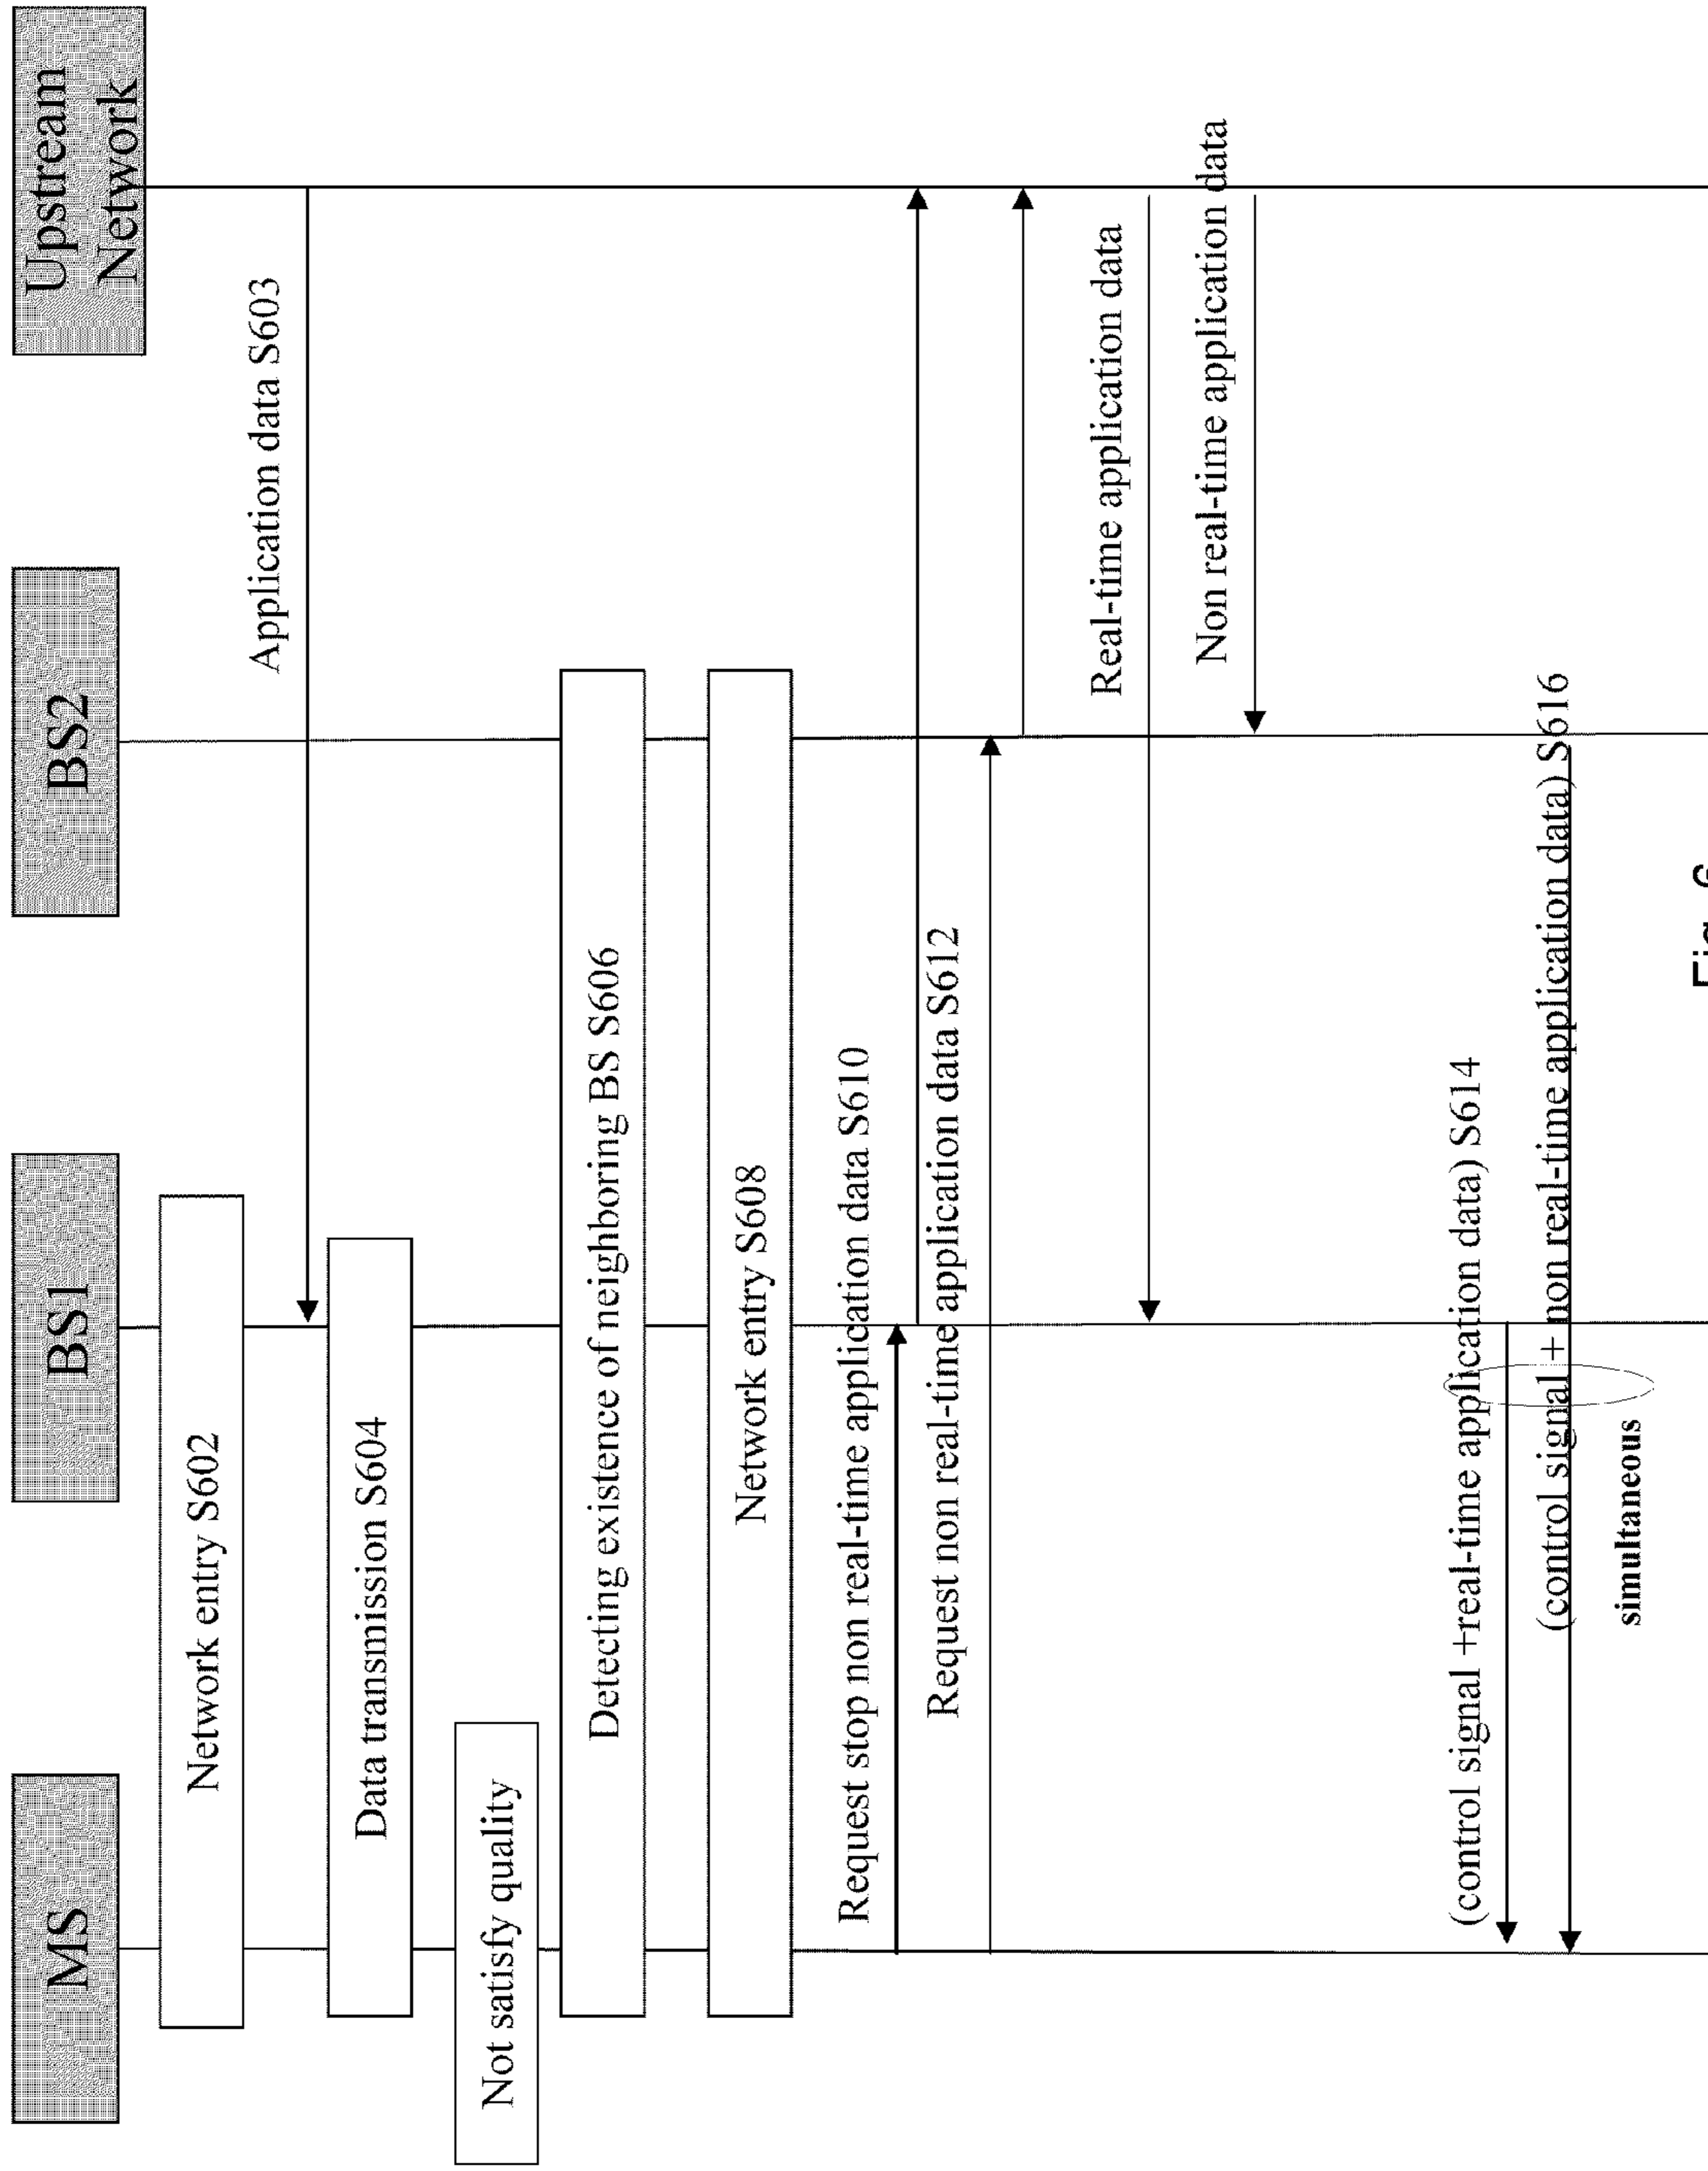 MS
BS1
BS2
Upstream
Network
Network entry S602
Application data S603
Data transmission S604
Not satisfy quality
Detecting existence of neighboring BS S606
Network entry S608
Request stop non real-time application data S610
Request non real-time application data S612
Real-time application data
Non real-time application data
(control signal +real-time application data) S614
(control signal + non real-time application data) S616
simultaneous
Fig. 6